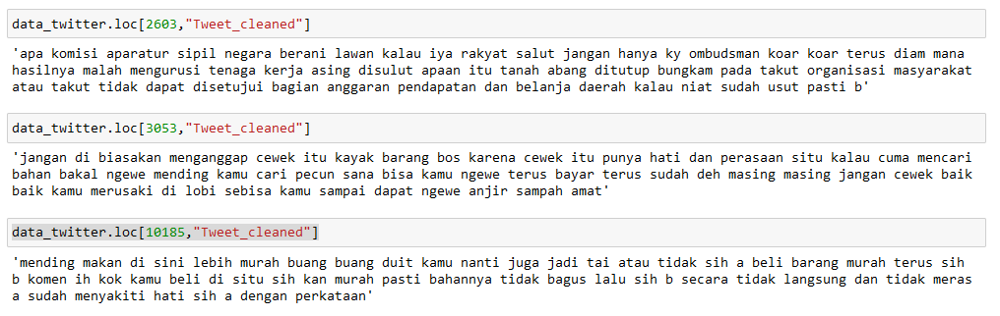 data_twitter.loc[2603,"Tweet_cleaned"]
'apa komisi aparatur sipil negara berani lawan kalau iya rakyat salut jangan hanya ky ombudsman koar koar terus diam mana
hasilnya malah mengurusi tenaga kerja asing disulut apaan itu tanah abang ditutup bungkam pada takut organisasi masyarakat
atau takut tidak dapat disetujui bagian anggaran pendapatan dan belanja daerah kalau niat sudah usut pasti b'
data_twitter.loc[3053,"Tweet_cleaned"]
'jangan di biasakan menganggap cewek itu kayak barang bos karena cewek itu punya hati dan perasaan situ kalau cuma mencari
bahan bakal ngewe mending kamu cari pecun sana bisa kamu ngewe terus bayar terus sudah deh masing masing jangan cewek baik
baik kamu merusaki di lobi sebisa kamu sampai dapat ngewe anjir sampah amat'
data_twitter.loc[10185,"Tweet_cleaned"]
'mending makan di sini lebih murah buang buang duit kamu nanti juga jadi tai atau tidak sih a beli barang murah terus sih
b komen ih kok kamu beli di situ sih kan murah pasti bahannya tidak bagus lalu sih b secara tidak langsung dan tidak meras
a sudah menyakiti hati sih a dengan perkataan'